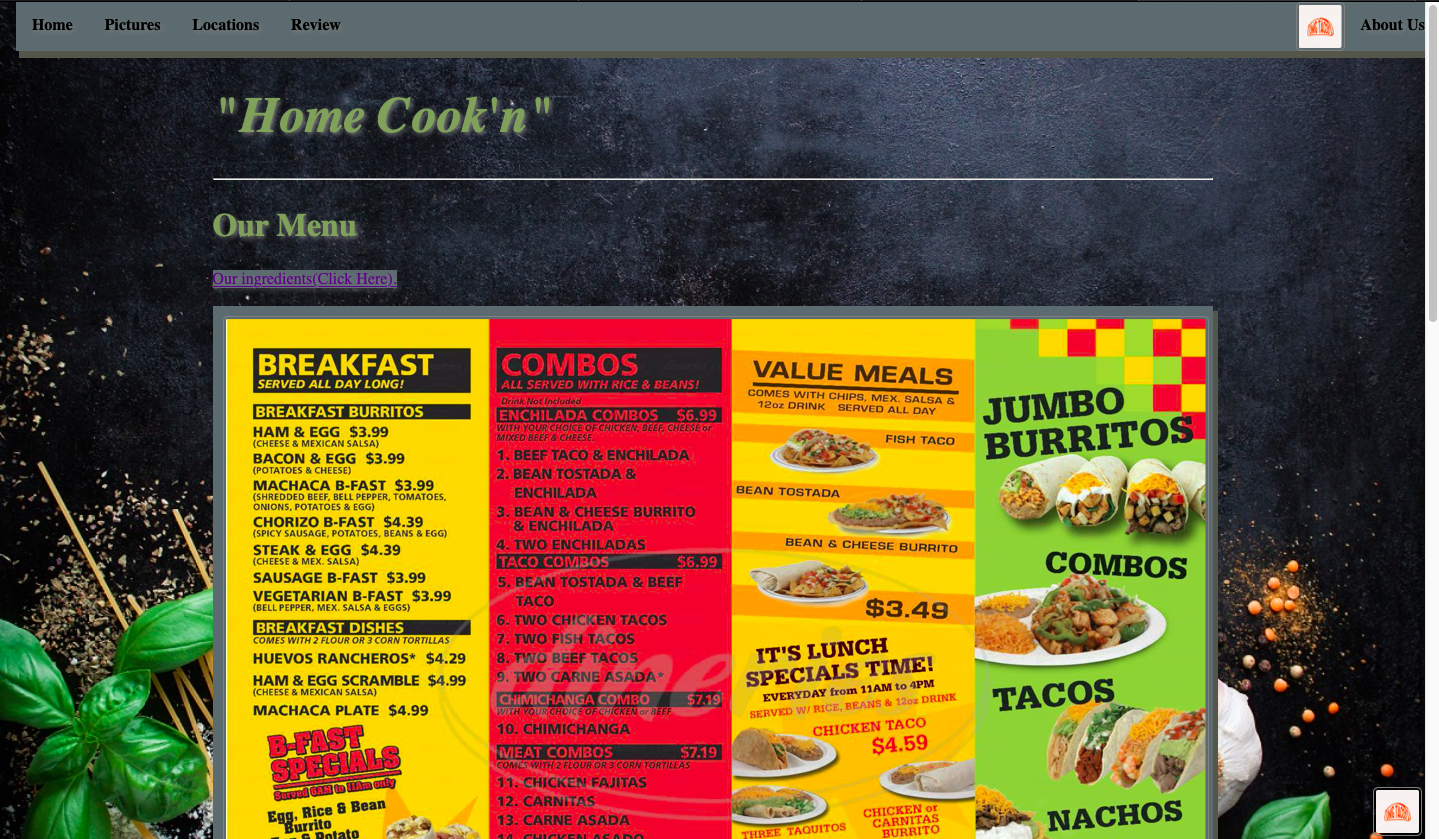 Home Pictures Locations Review About Us
"Home Cook'n"
Our Menu
Our ingredients(Click Here).
BREAKFAST
SERVED ALL DAY LONG!
BREAKFAST BURRITOS
HAM & EGG $3.99
(CHEESE & MEXICAN SALSA)
BACON & EGG $3.99
(POTATOES & CHEESE)
MACHACA B-FAST $3.99
(SHREDDED BEEF, BELL PEPPER, TOMATOES,
ONIONS, POTATOES & EGG)
CHORIZO B-FAST $4.39
(SPICY SAUSAGE, POTATOES, BEANS & EGG)
STEAK & EGG $4.39
(CHEESE & MEX. SALSA)
SAUSAGE B-FAST $3.99
VEGETARIAN B-FAST $3.99
(BELL PEPPER, MEX. SALSA & EGGS)
BREAKFAST DISHES
COMES WITH 2 FLOUR OR 3 CORN TORTILLAS
HUEVOS RANCHEROS* $4.29
HAM & EGG SCRAMBLE $4.99
(CHEESE & MEXICAN SALSA)
MACHACA PLATE $4.99
B-FAST
SPECIALS
Served 6AM to 11Am only
Egg, Rice & Bean
Burrito
Egg & Potato
COMBOS
ALL SERVED WITH RICE & BEANS!
Drink Not Included
ENCHILADA COMBOS $6.99
WITH YOUR CHOICE OF CHICKEN, BEEF, CHEESE or
MIXED BEEF & CHEESE.
1. BEEF TACO & ENCHILADA
2. BEAN TOSTADA &
ENCHILADA
3. BEAN & CHEESE BURRITO
& ENCHILADA
4. TWO ENCHILADAS
TACO COMBOS $6.99
5. BEAN TOSTADA & BEEF
TACO
6. TWO CHICKEN TACOS
7. TWO FISH TACOS
8. TWO BEEF TACOS
9. TWO CARNE ASADA*
CHIMICHANGA COMBO $7.19
WITH YOUR CHOICE OF CHICKEN or BEEF
10. CHIMICHANGA
MEAT COMBOS $7.19
COMES WITH 2 FLOUR OR 3 CORN TORTILLAS
11. CHICKEN FAJITAS
12. CARNITAS
13. CARNE ASADA
14. CHICKEN ASADO
VALUE MEALS
COMES WITH CHIPS, MEX. SALSA &
12oz DRINK SERVED ALL DAY
FISH TACO
BEAN TOSTADA
BEAN & CHEESE BURRITO
$3.49
IT'S LUNCH
SPECIALS TIME!
EVERYDAY from 11AM to 4PM
SERVED W/ RICE, BEANS & 12oz DRINK
CHICKEN TACO
$4.59
THREE TAQUITOS
CHICKEN or
CARNITAS
BURRITO
JUMBO
BURRITOS
COMBOS
TACOS
NACHOS